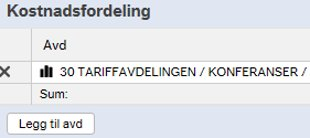 Kostnadsfordeling
Avd
30 TARIFFAVDELINGEN / KONFERANSER /
Sum:
Legg til avd